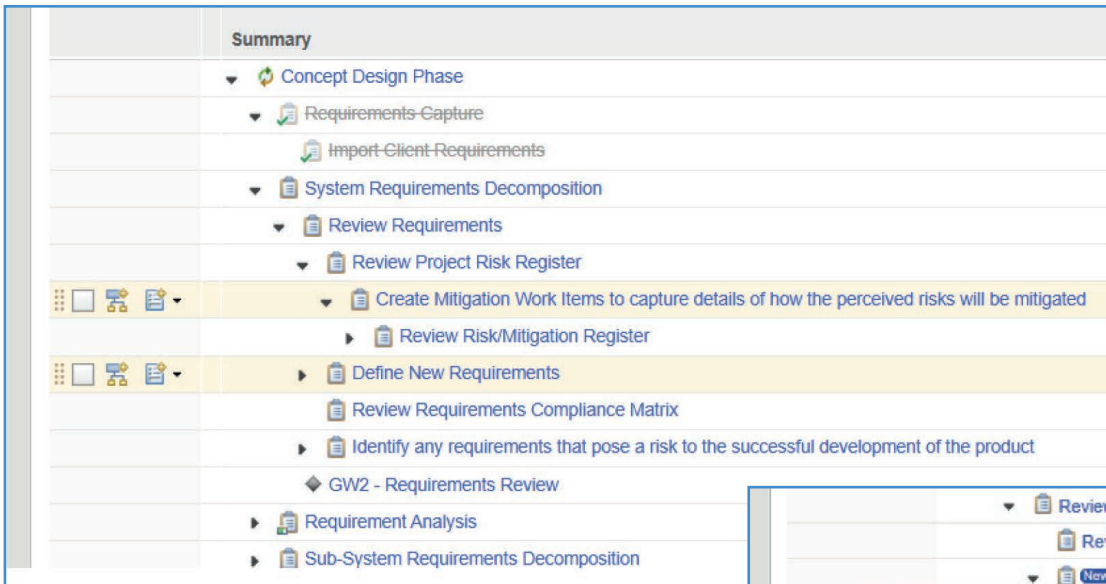 Summary
Concept Design Phase
Requirements Capture
Import Client Requirements
System Requirements Decomposition
Review Requirements
Review Project Risk Register
Create Mitigation Work Items to capture details of how the perceived risks will be mitigated
Review Risk/Mitigation Register
Define New Requirements
Review Requirements Compliance Matrix
Identify any requirements that pose a risk to the successful development of the product
GW2 - Requirements Review
Requirement Analysis
Sub-System Requirements Decomposition
New